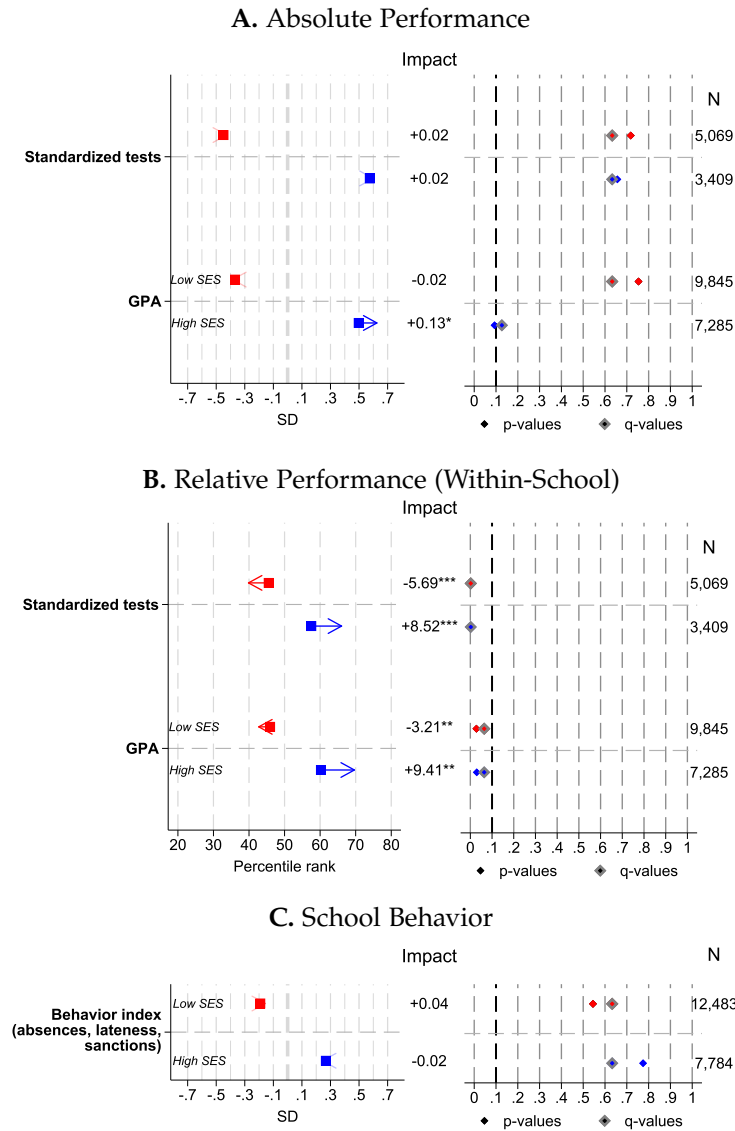 A. Absolute Performance
Impact
N
+0.02 5,069
Standardized tests
+0.02 3,409
Low SES -0.02 9,845
GPA
High SES +0.13* 7,285
-.7 -.5 -.3 -.1 .1 .3 .5 .7 0 .1 .2 .3 .4 .5 .6 .7 .8 .9 1
SD p-values q-values
B. Relative Performance (Within-School)
Impact
N
-5.69*** 5,069
Standardized tests
+8.52*** 3,409
Low SES -3.21** 9,845
GPA
High SES +9.41** 7,285
20 30 40 50 60 70 80 0 .1 .2 .3 .4 .5 .6 .7 .8 .9 1
Percentile rank p-values q-values
C. School Behavior
Impact N
Low SES +0.04 12,483
Behavior index
(absences, lateness,
sanctions)
High SES -0.02 7,784
-.7 -.5 -.3 -.1 .1 .3 .5 .7 0 .1 .2 .3 .4 .5 .6 .7 .8 .9 1
SD p-values q-values